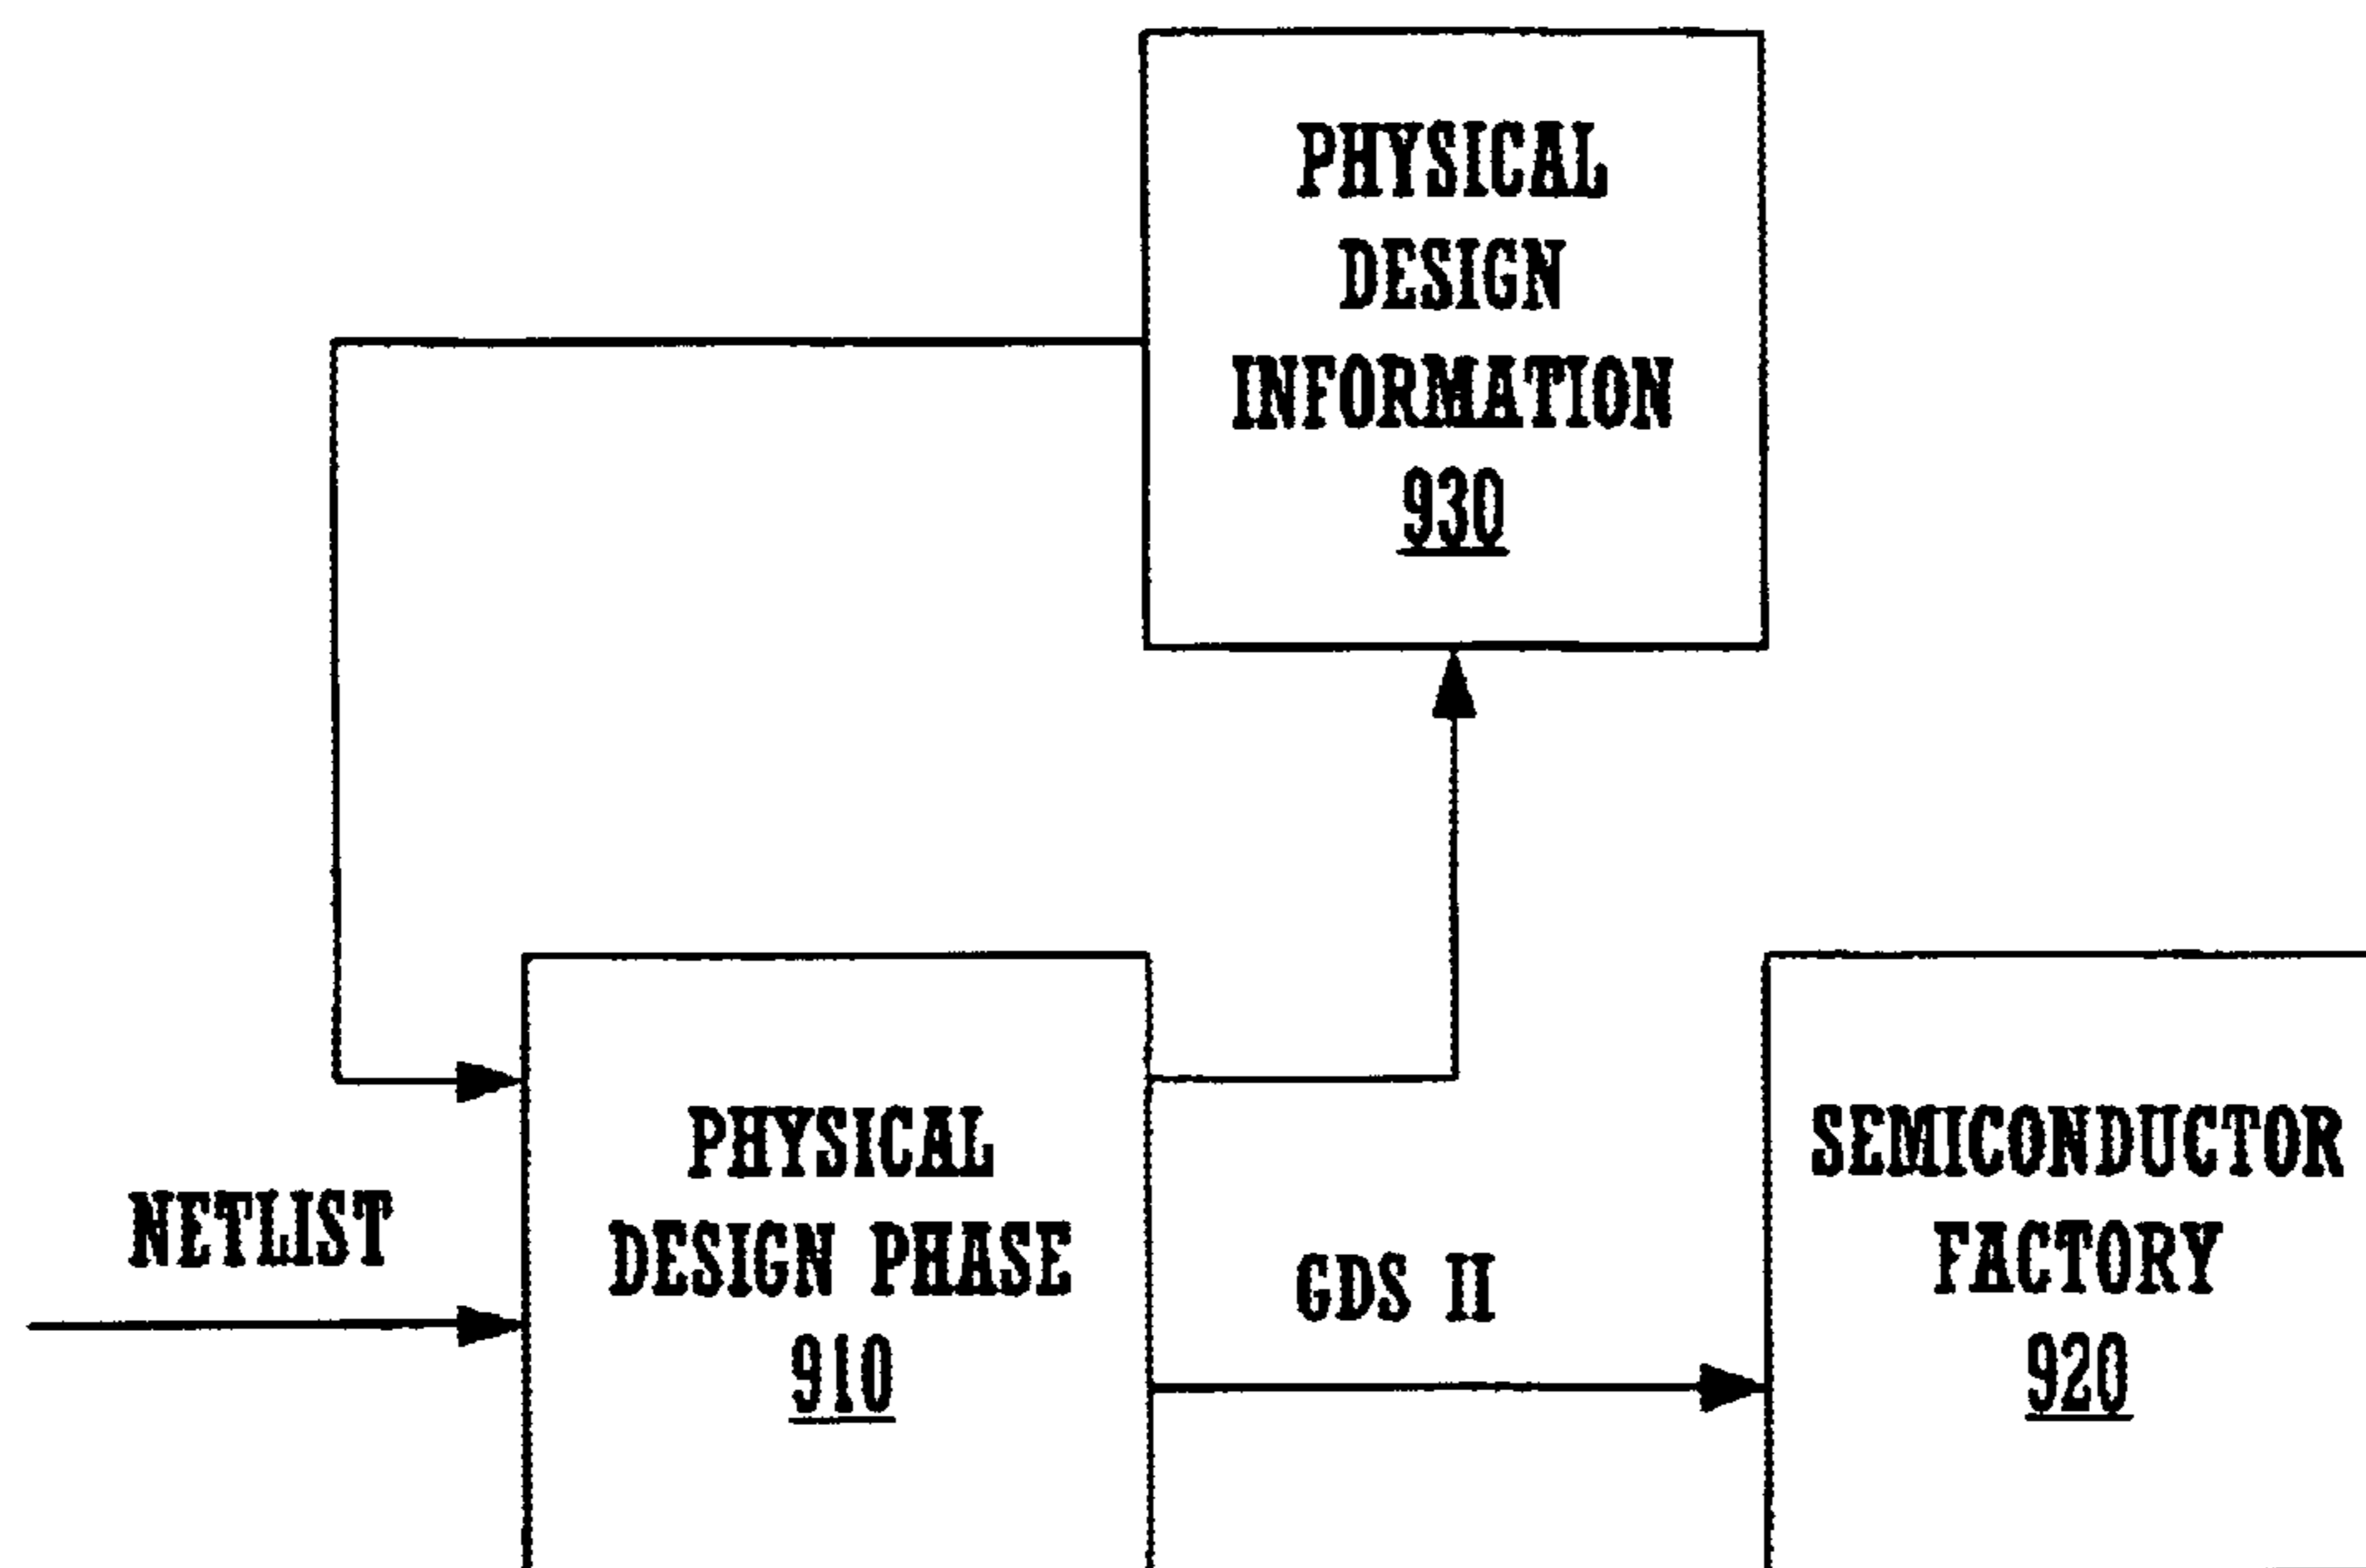 PHYSICAL
DESIGN
INFORMATION
930
NETLIST
PHYSICAL
DESIGN PHASE
910
GDS II
SEMICONDUCTOR
FACTORY
920